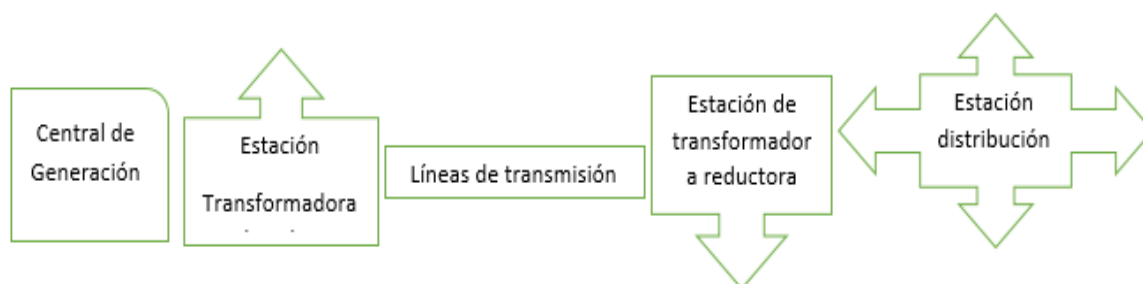 Central de
Generación
Estación
Transformadora
Líneas de transmisión
Estación de
transformador
a reductora
Estación
distribución